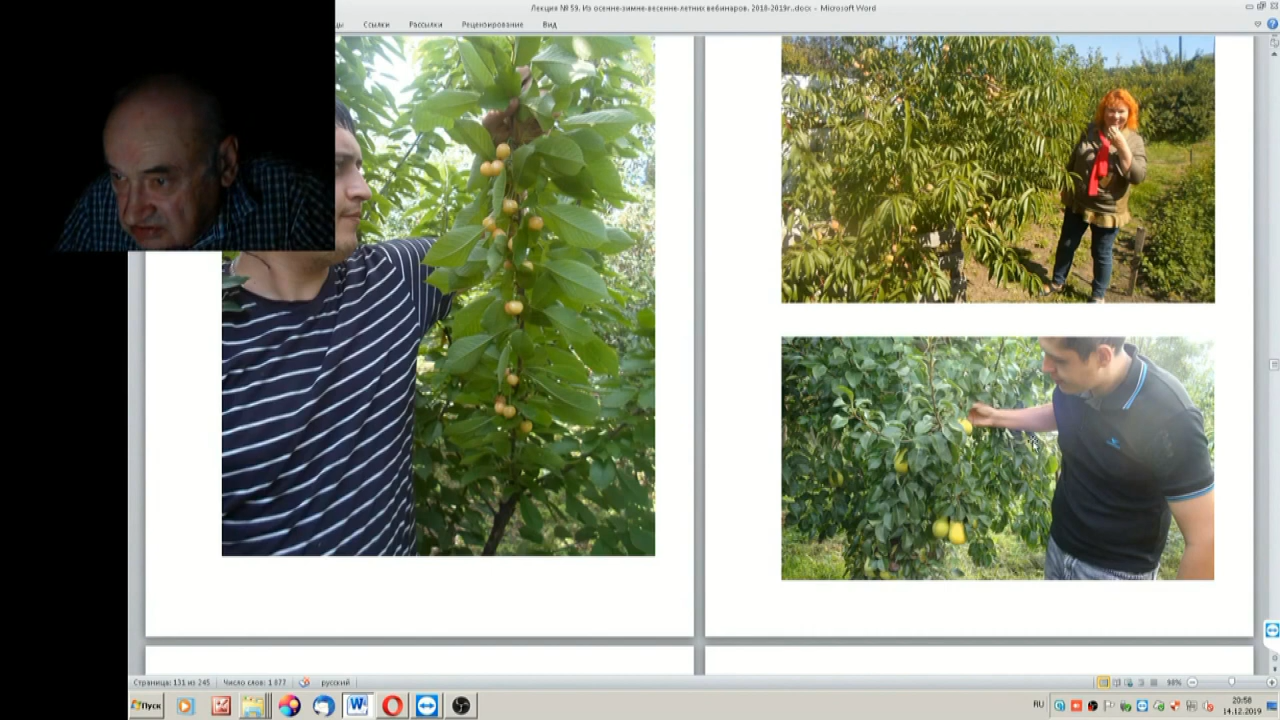 Лекция № 59. Из осенне-зимне-весенне-летних вебинаров. 2018-2019г..docx - Microsoft Word
Ссылки Рассылки Рецензирование Вид
Страница: 131 из 245 Число слов: 1 877 русский 98%
Пуск RU 20:58
14.12.2019